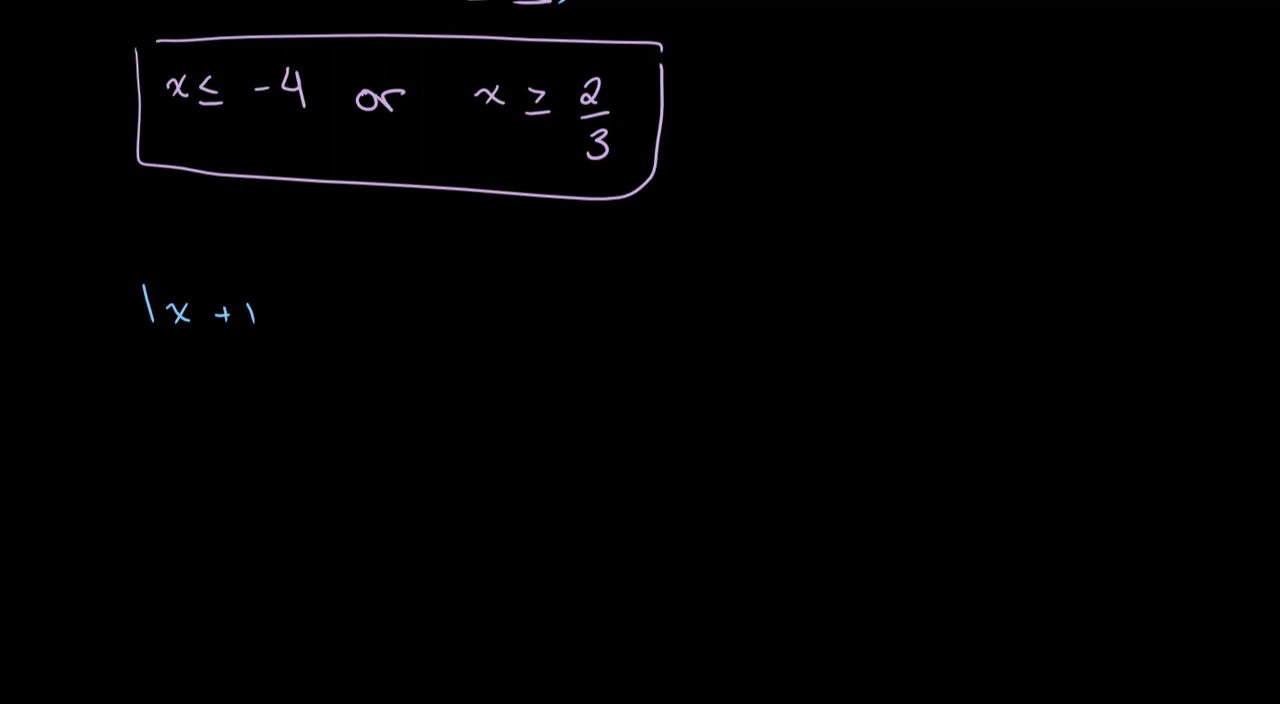 x ≤ -4 or x ≥ 2/3
|x + 1